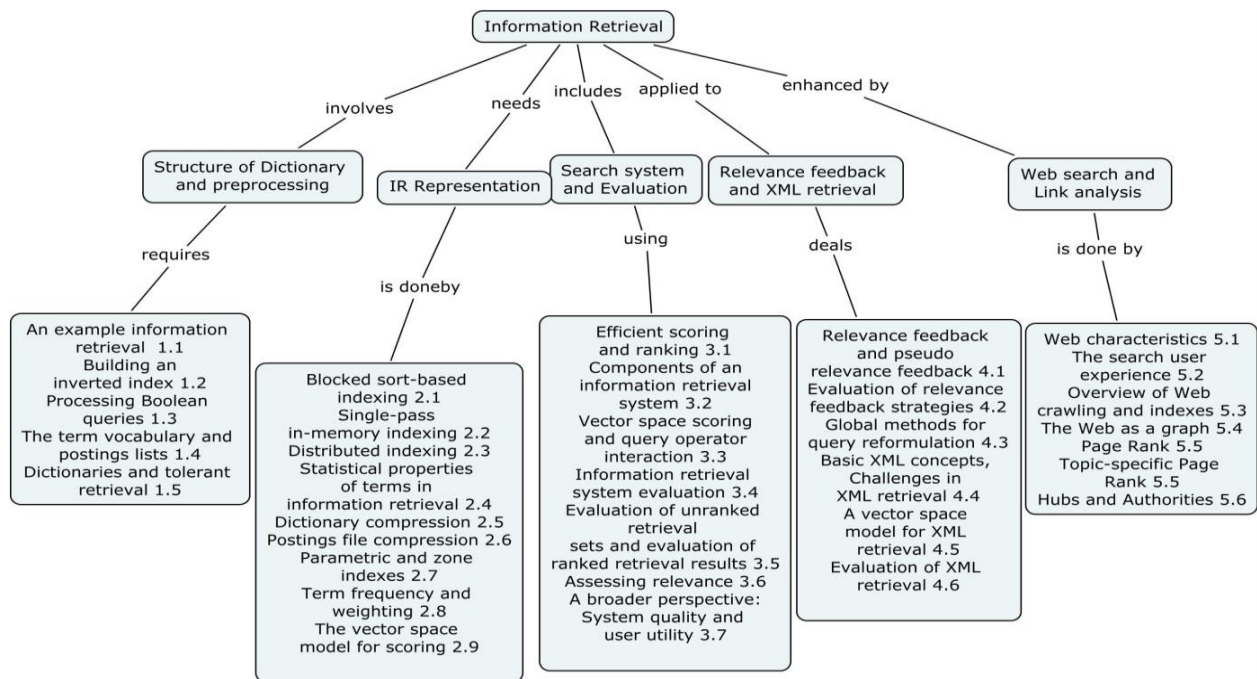 Information Retrieval
involves
needs
includes
applied to
enhanced by
Structure of Dictionary
and preprocessing
IR Representation
Search system
and Evaluation
Relevance feedback
and XML retrieval
Web search and
Link analysis
requires
is doneby
using
deals
is done by
An example information
retrieval 1.1
Building an
inverted index 1.2
Processing Boolean
queries 1.3
The term vocabulary and
postings lists 1.4
Dictionaries and tolerant
retrieval 1.5
Blocked sort-based
indexing 2.1
Single-pass
in-memory indexing 2.2
Distributed indexing 2.3
Statistical properties
of terms in
information retrieval 2.4
Dictionary compression 2.5
Postings file compression 2.6
Parametric and zone
indexes 2.7
Term frequency and
weighting 2.8
The vector space
model for scoring 2.9
Efficient scoring
and ranking 3.1
Components of an
information retrieval
system 3.2
Vector space scoring
and query operator
interaction 3.3
Information retrieval
system evaluation 3.4
Evaluation of unranked
retrieval
sets and evaluation of
ranked retrieval results 3.5
Assessing relevance 3.6
A broader perspective:
System quality and
user utility 3.7
Relevance feedback
and pseudo
relevance feedback 4.1
Evaluation of relevance
feedback strategies 4.2
Global methods for
query reformulation 4.3
Basic XML concepts,
Challenges in
XML retrieval 4.4
A vector space
model for XML
retrieval 4.5
Evaluation of XML
retrieval 4.6
Web characteristics 5.1
The search user
experience 5.2
Overview of Web
crawling and indexes 5.3
The Web as a graph 5.4
Page Rank 5.5
Topic-specific Page
Rank 5.5
Hubs and Authorities 5.6